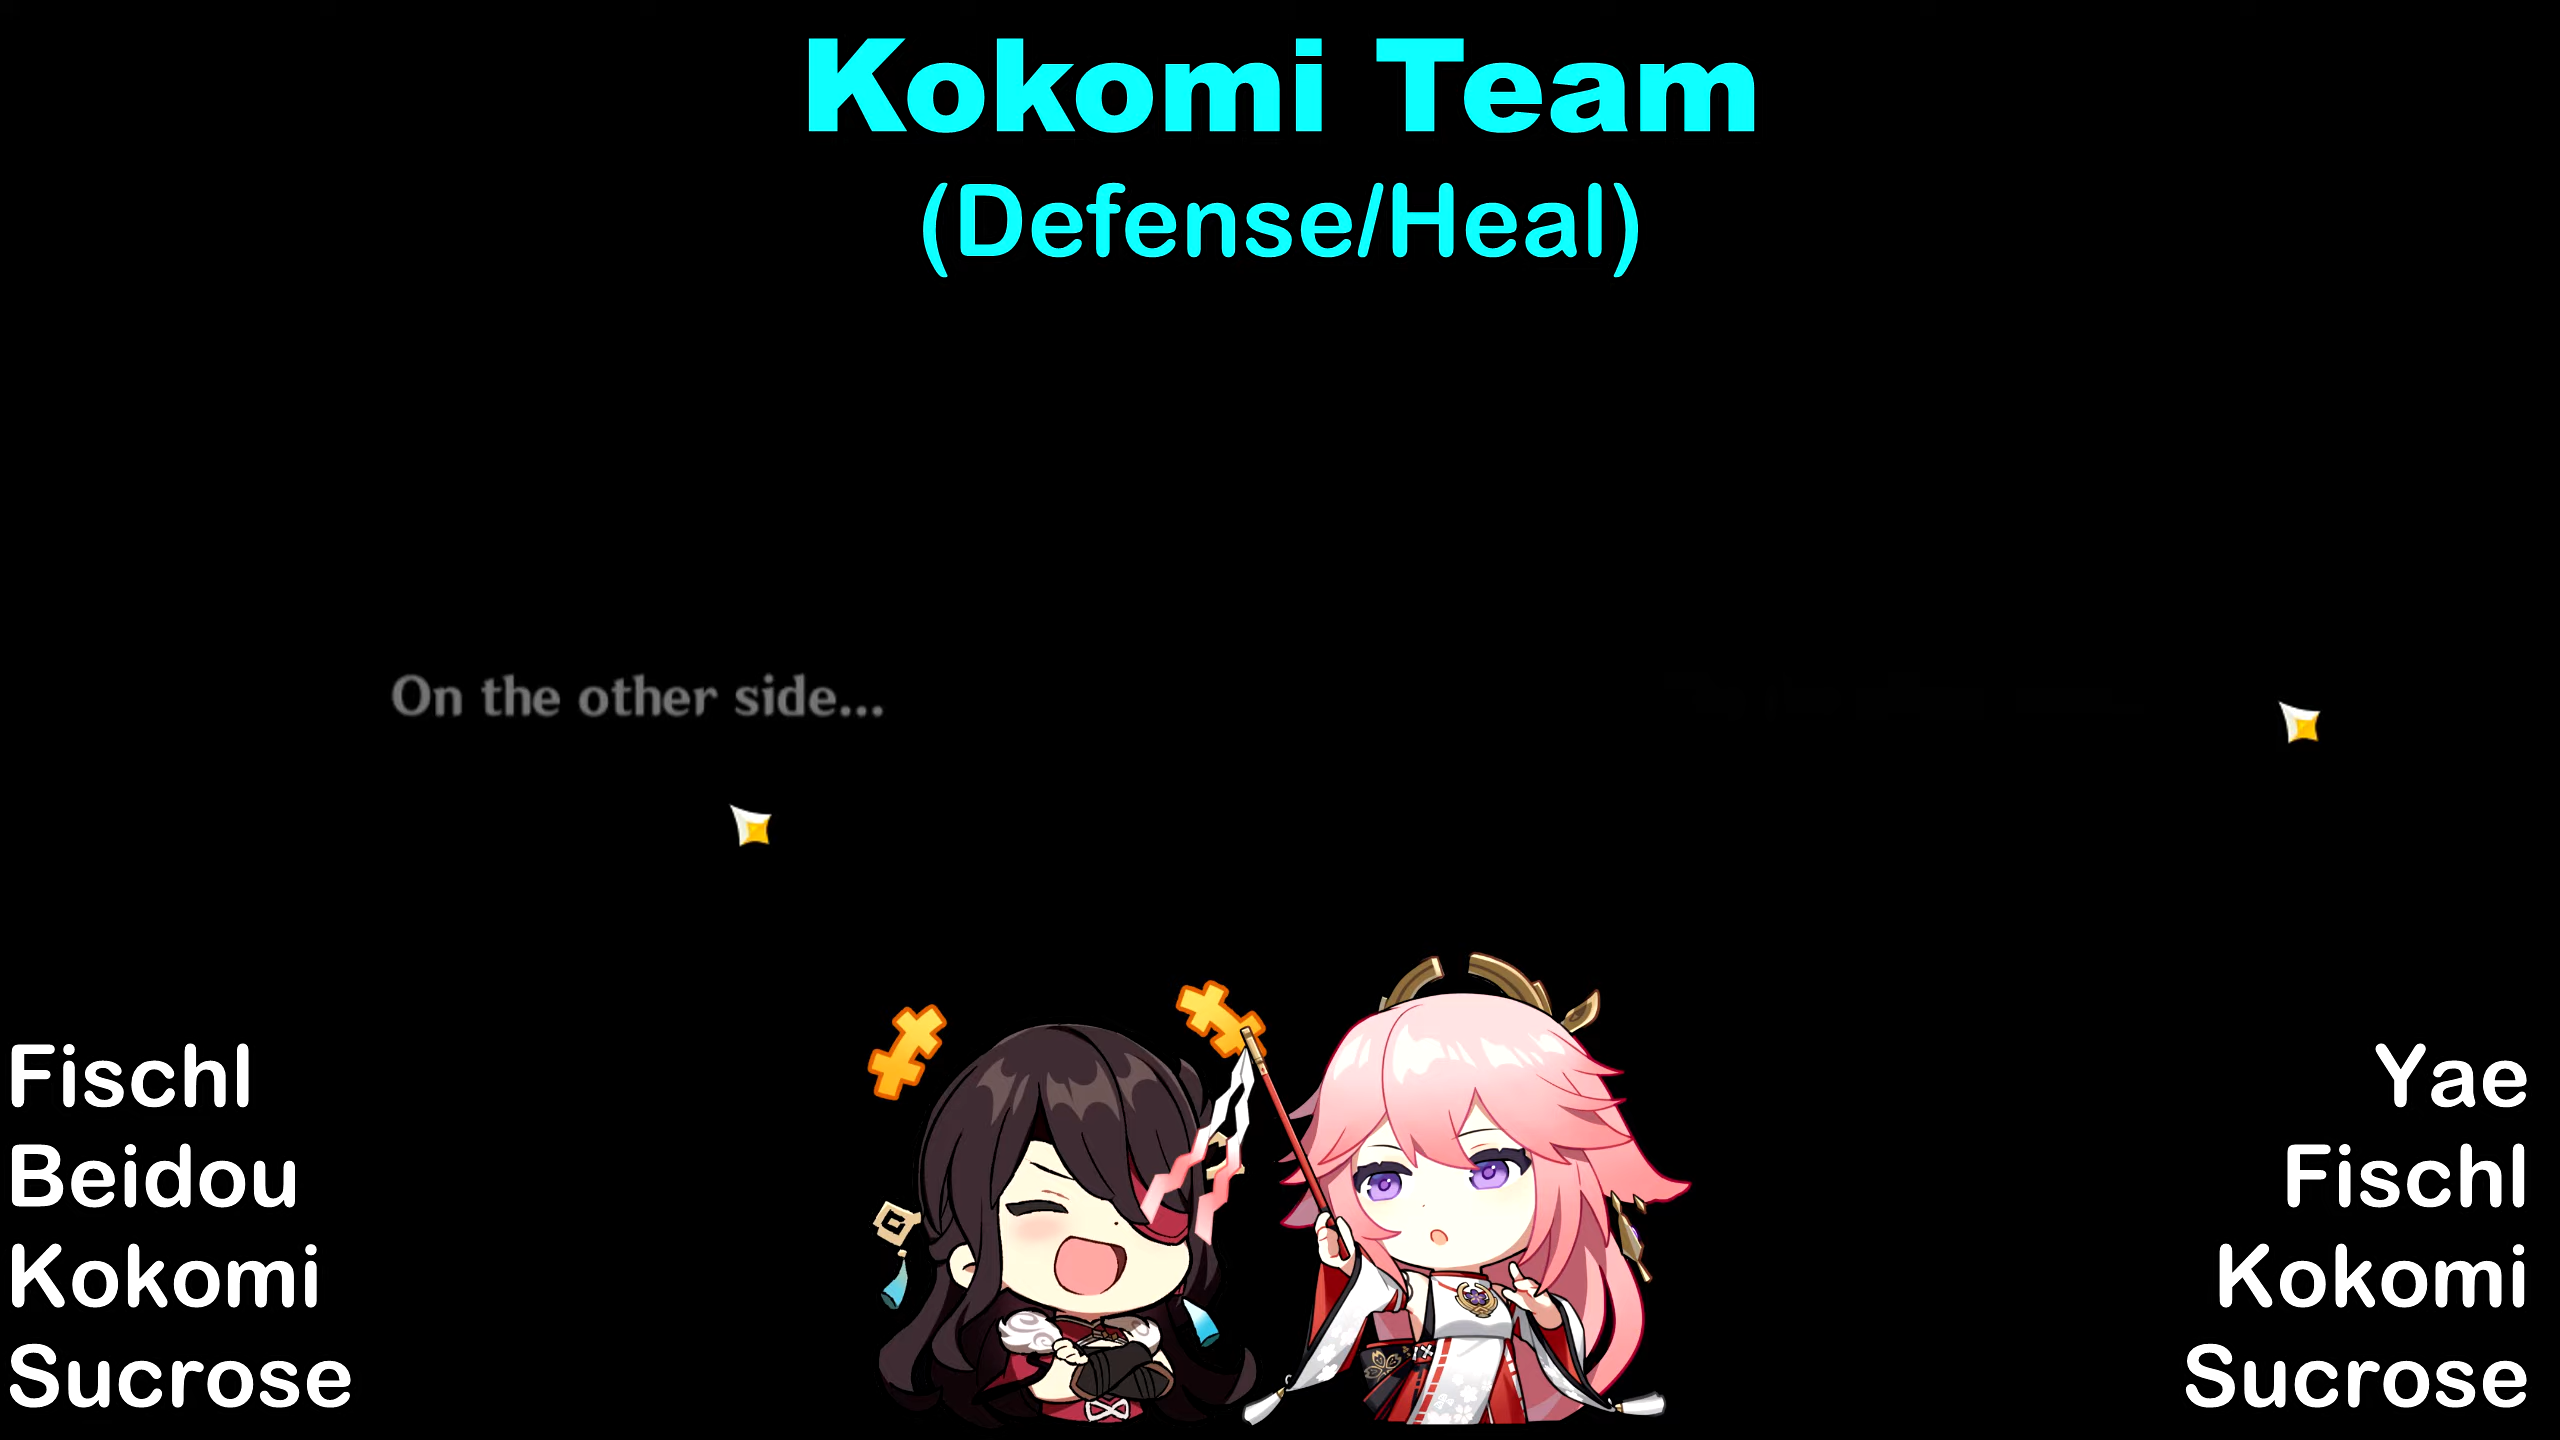 Kokomi Team
(Defense/Heal)
On the other side...
Fischl
Beidou
Kokomi
Sucrose
Yae
Fischl
Kokomi
Sucrose